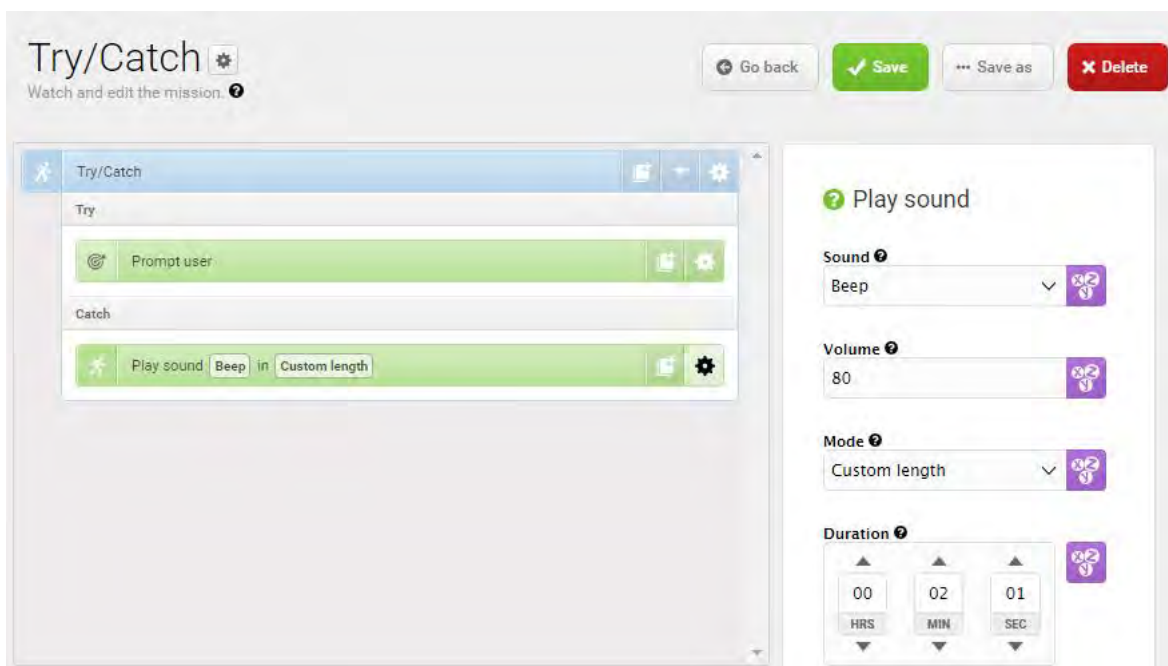 Try/Catch
Go back
Save
Save as
Delete
Watch and edit the mission.
Try/Catch
Try
Prompt user
Catch
Play sound Beep in Custom length
Play sound
Sound
Beep
Volume
80
Mode
Custom length
Duration
00 02 01
HRS MIN SEC